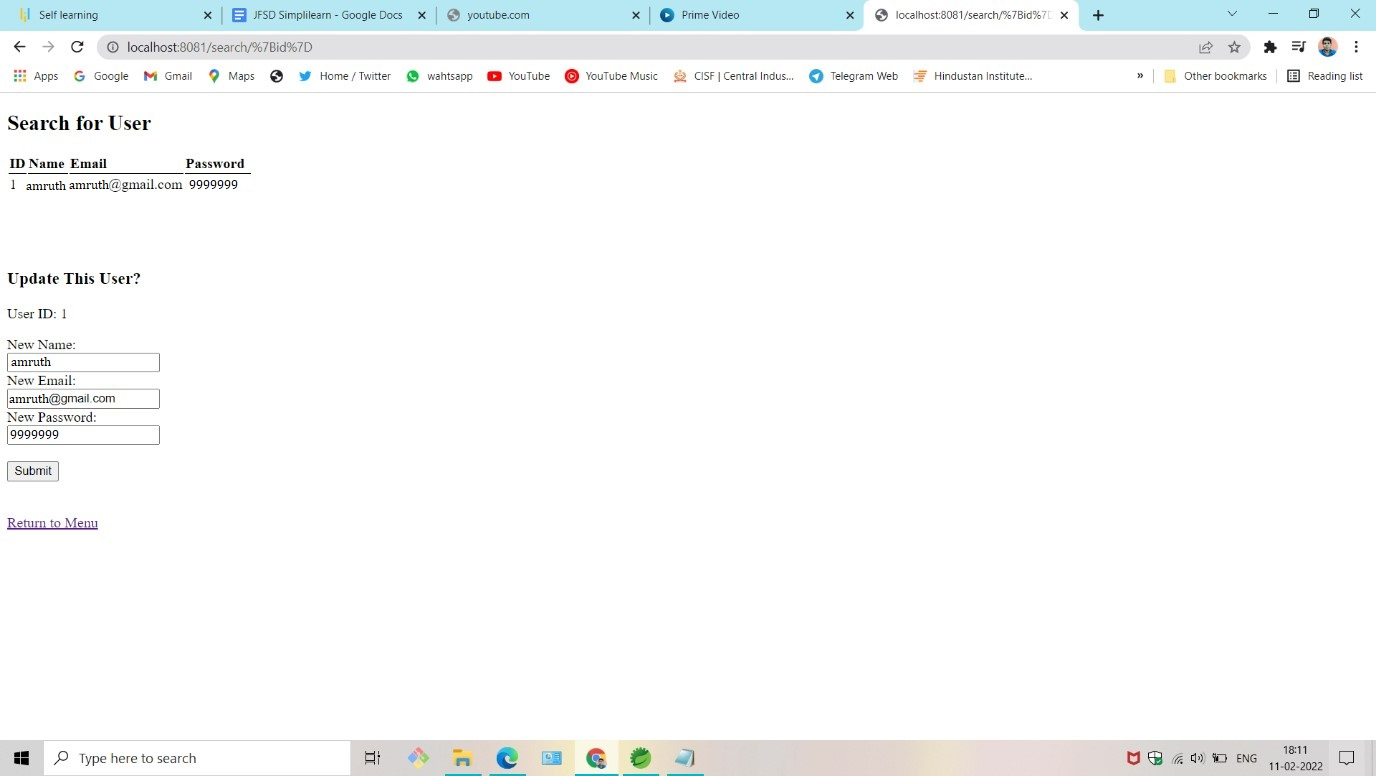 Self learning
JFSD Simplilearn - Google Docs
youtube.com
Prime Video
localhost:8081/search/%7Bid%7D
localhost:8081/search/%7Bid%7D
Apps Google Gmail Maps Home / Twitter wahtsapp YouTube YouTube Music CISF | Central Indus... Telegram Web Hindustan Institute... » Other bookmarks Reading list
Search for User
ID Name Email Password
1 amruth amruth@gmail.com 9999999
Update This User?
User ID: 1
New Name:
amruth
New Email:
amruth@gmail.com
New Password:
9999999
Submit
Return to Menu
Type here to search
ENG
18:11
11-02-2022